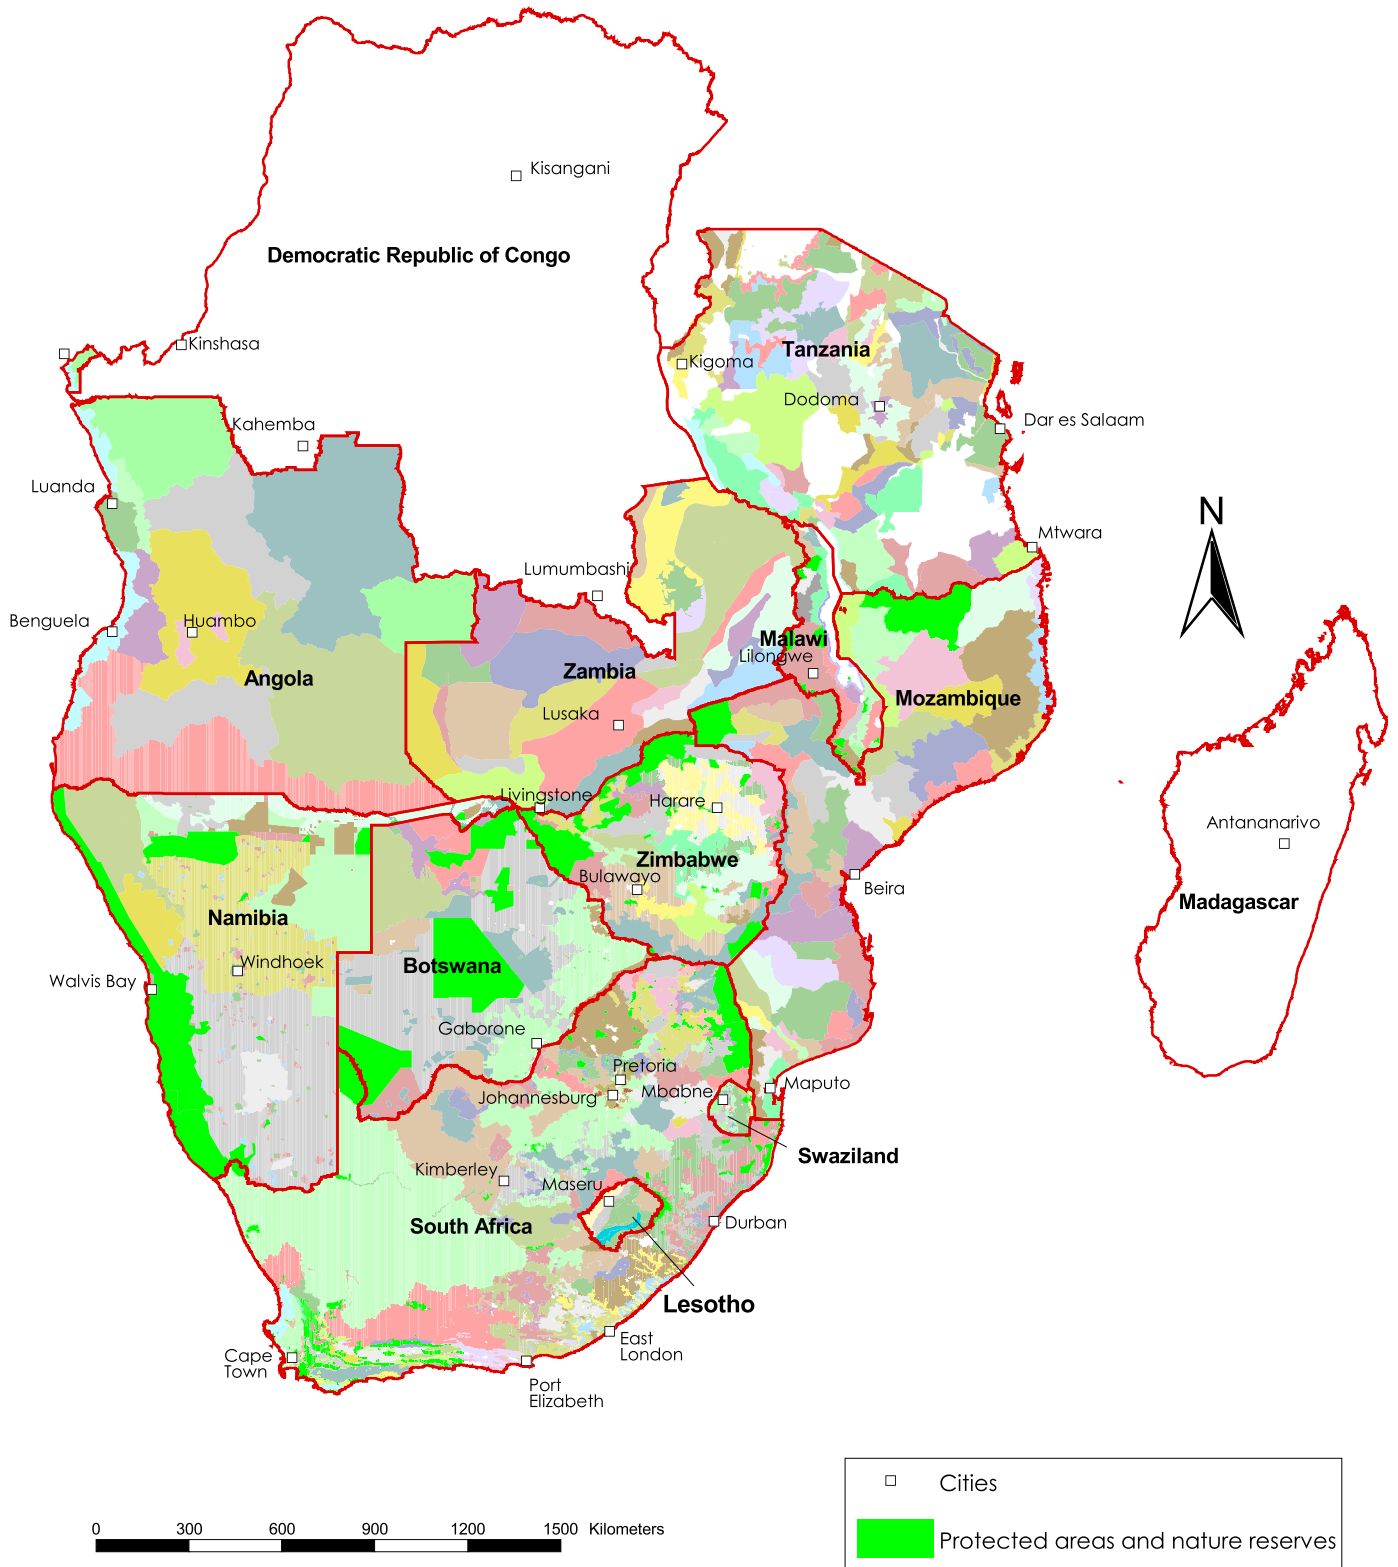 Kisangani
Democratic Republic of Congo
Kinshasa
Kigoma
Tanzania
Dodoma
Dar es Salaam
Kahemba
Luanda
N
Mtwara
Lumumbashi
Benguela
Huambo
Angola
Zambia
Malawi
Lilongwe
Mozambique
Lusaka
Livingstone
Harare
Antananarivo
Zimbabwe
Bulawayo
Beira
Madagascar
Namibia
Windhoek
Botswana
Walvis Bay
Gaborone
Pretoria
Johannesburg
Mbabne
Maputo
Swaziland
Kimberley
Maseru
South Africa
Durban
Lesotho
East
London
Cape
Town
Port
Elizabeth
Cities
Protected areas and nature reserves
0 300 600 900 1200 1500 Kilometers